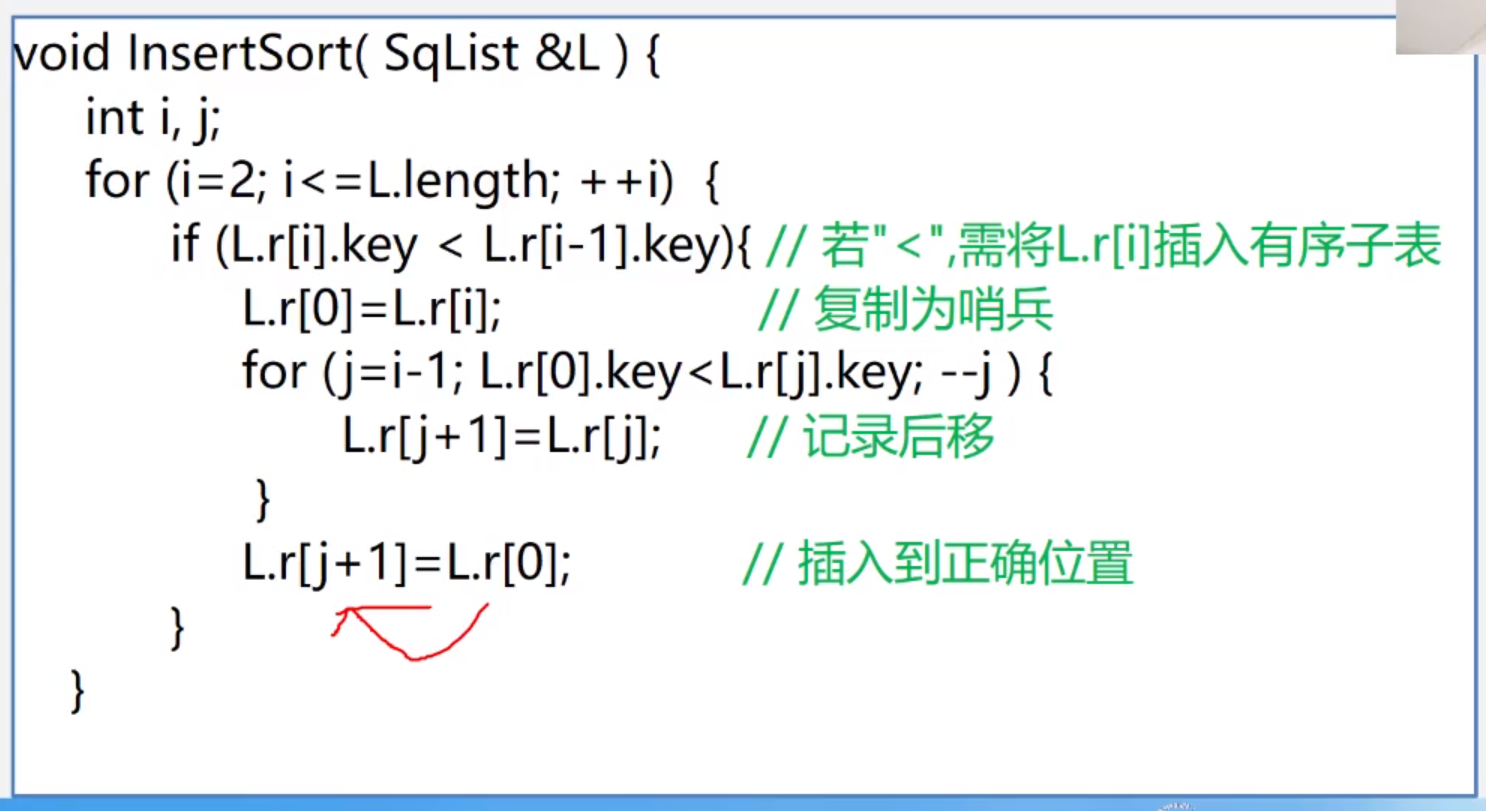 void InsertSort( SqList &L ) {
int i, j;
for (i=2; i<=L.length; ++i) {
if (L.r[i].key < L.r[i-1].key){ // 若"<",需将L.r[i]插入有序子表
L.r[0]=L.r[i]; // 复制为哨兵
for (j=i-1; L.r[0].key<L.r[j].key; --j ) {
L.r[j+1]=L.r[j]; // 记录后移
}
L.r[j+1]=L.r[0]; // 插入到正确位置
}
}